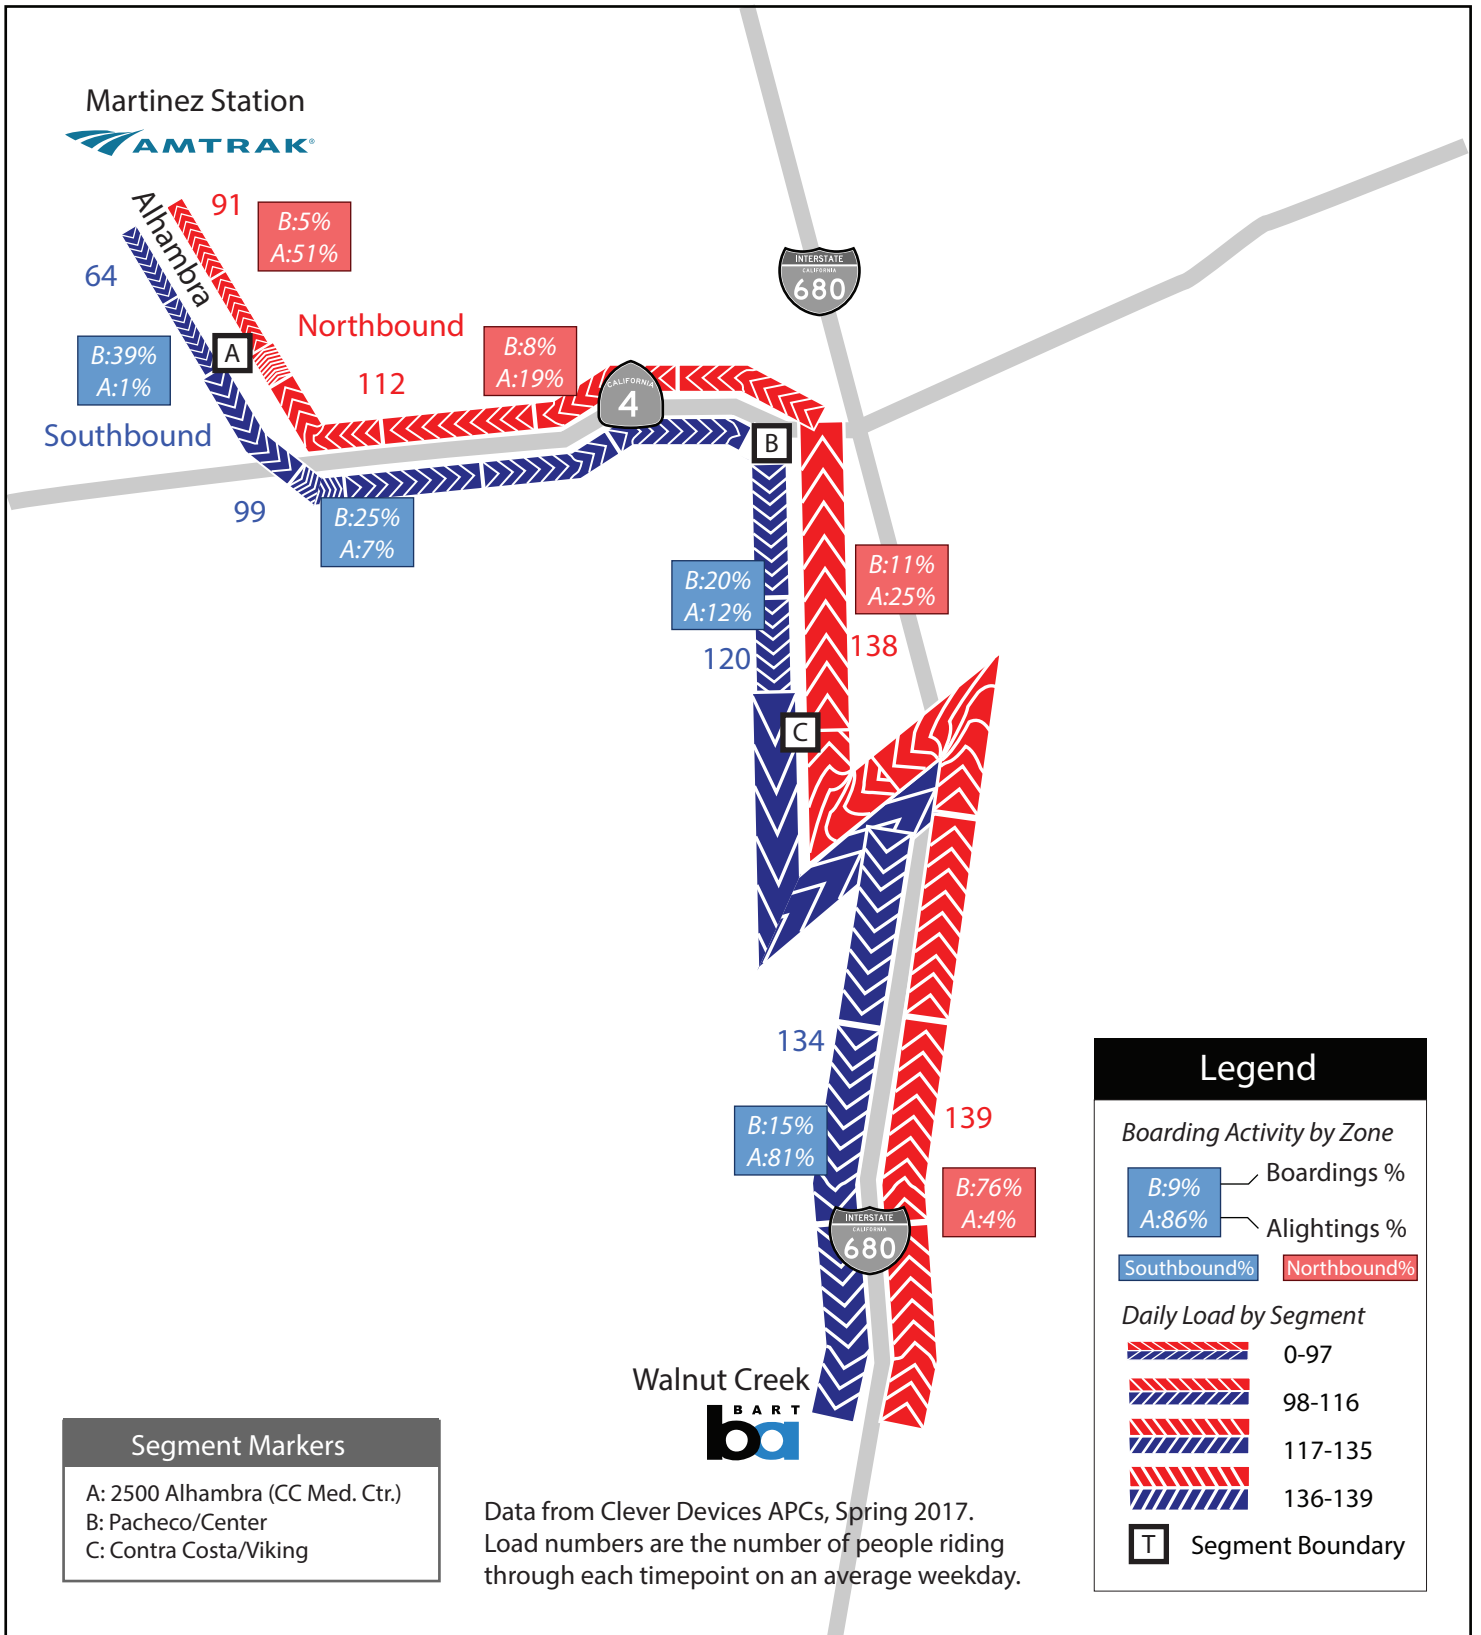 Martinez Station
AMTRAK®
Alhambra
91
B:5%
A:51%
64
INTERSTATE
CALIFORNIA
680
Northbound
B:39%
A:1%
A
112
B:8%
A:19%
CALIFORNIA
4
Southbound
B
99
B:25%
A:7%
B:20%
A:12%
B:11%
A:25%
120
138
C
134
139
B:15%
A:81%
B:76%
A:4%
INTERSTATE
CALIFORNIA
680
Walnut Creek
BART
ba
Legend
Boarding Activity by Zone
B:9%
A:86%
Boardings %
Alightings %
Southbound%
Northbound%
Daily Load by Segment
0-97
98-116
117-135
136-139
T
Segment Boundary
Segment Markers
A: 2500 Alhambra (CC Med. Ctr.)
B: Pacheco/Center
C: Contra Costa/Viking
Data from Clever Devices APCs, Spring 2017.
Load numbers are the number of people riding
through each timepoint on an average weekday.